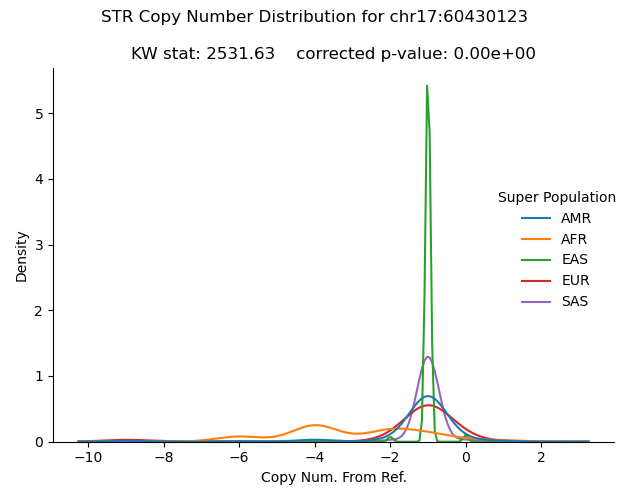 STR Copy Number Distribution for chr17:60430123
KW stat: 2531.63    corrected p-value: 0.00e+00
5
4
3
2
1
0
Density
−10
−8
−6
−4
−2
0
2
Copy Num. From Ref.
Super Population
AMR
AFR
EAS
EUR
SAS